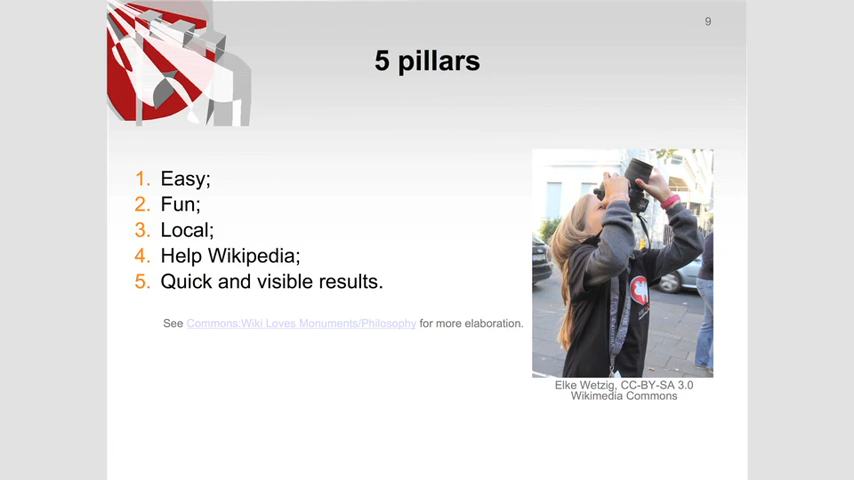 9
5 pillars
1. Easy;
2. Fun;
3. Local;
4. Help Wikipedia;
5. Quick and visible results.
See Commons:Wiki Loves Monuments/Philosophy for more elaboration.
Elke Wetzig, CC-BY-SA 3.0
Wikimedia Commons